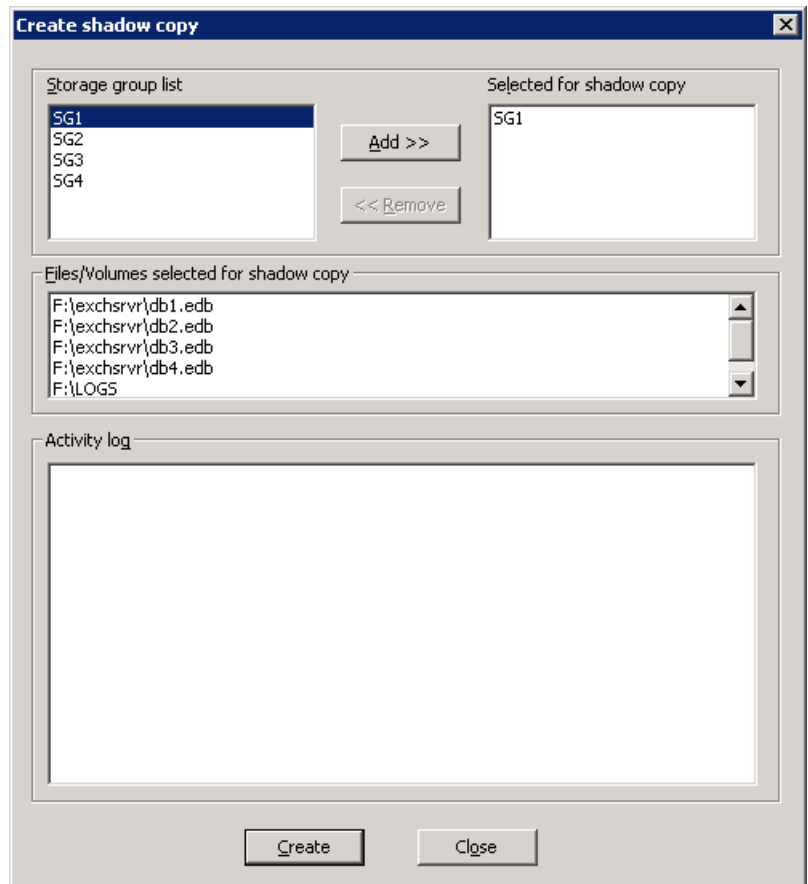 Create shadow copy
Storage group list
SG1
SG2
SG3
SG4
Add >>
<< Remove
Selected for shadow copy
SG1
Files/Volumes selected for shadow copy
F:\exchsrvr\db1.edb
F:\exchsrvr\db2.edb
F:\exchsrvr\db3.edb
F:\exchsrvr\db4.edb
F:\LOGS
Activity log
Create
Close